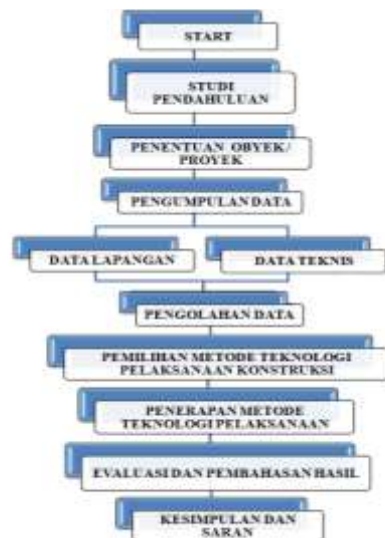 START
STUDI
PENDAHULUAN
PENENTUAN OBYEK/
PROYEK
PENGUMPULAN DATA
DATA LAPANGAN
DATA TEKNIS
PENGOLAHAN DATA
PEMILIHAN METODE TEKNOLOGI
PELAKSANAAN KONSTRUKSI
PENERAPAN METODE
TEKNOLOGI PELAKSANAAN
EVALUASI DAN PEMBAHASAN HASIL
KESIMPULAN DAN
SARAN